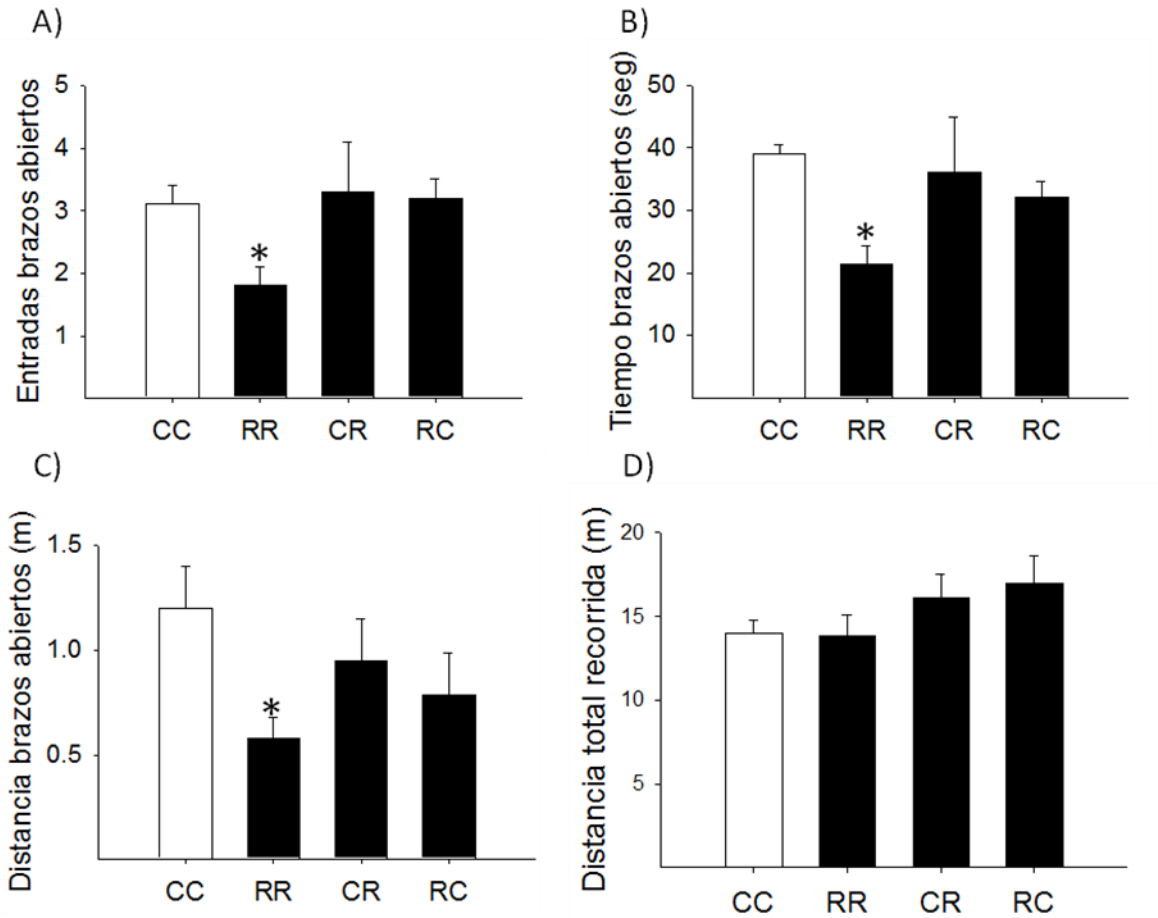 A)
Entradas brazos abiertos
5
4
3
2
1
*
CC RR CR RC
B)
Tiempo brazos abiertos (seg)
50
40
30
20
10
*
CC RR CR RC
C)
Distancia brazos abiertos (m)
1.5
1.0
0.5
*
CC RR CR RC
D)
Distancia total recorrida (m)
20
15
10
5
CC RR CR RC